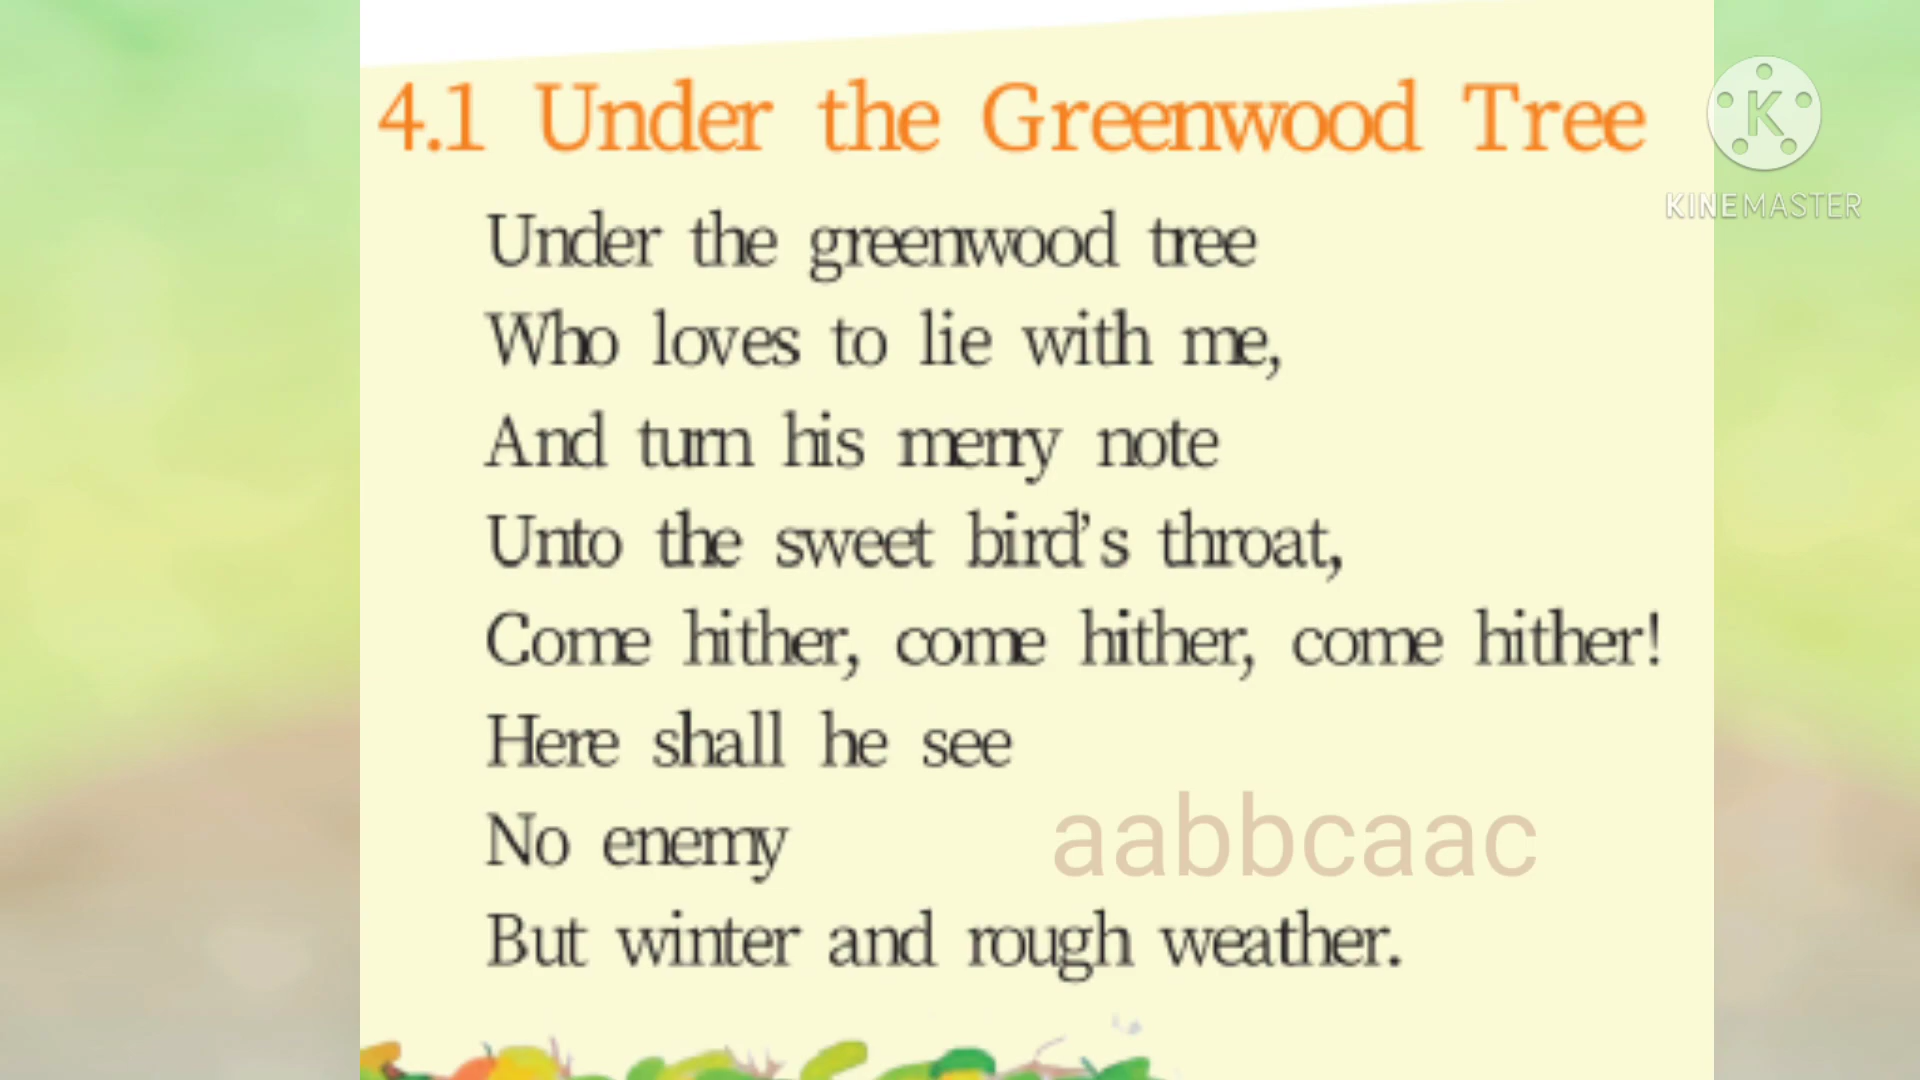 4.1 Under the Greenwood Tree
KINEMASTER
Under the greenwood tree
Who loves to lie with me,
And turn his merry note
Unto the sweet bird's throat,
Come hither, come hither, come hither!
Here shall he see
No enemy
aabbcaac
But winter and rough weather.